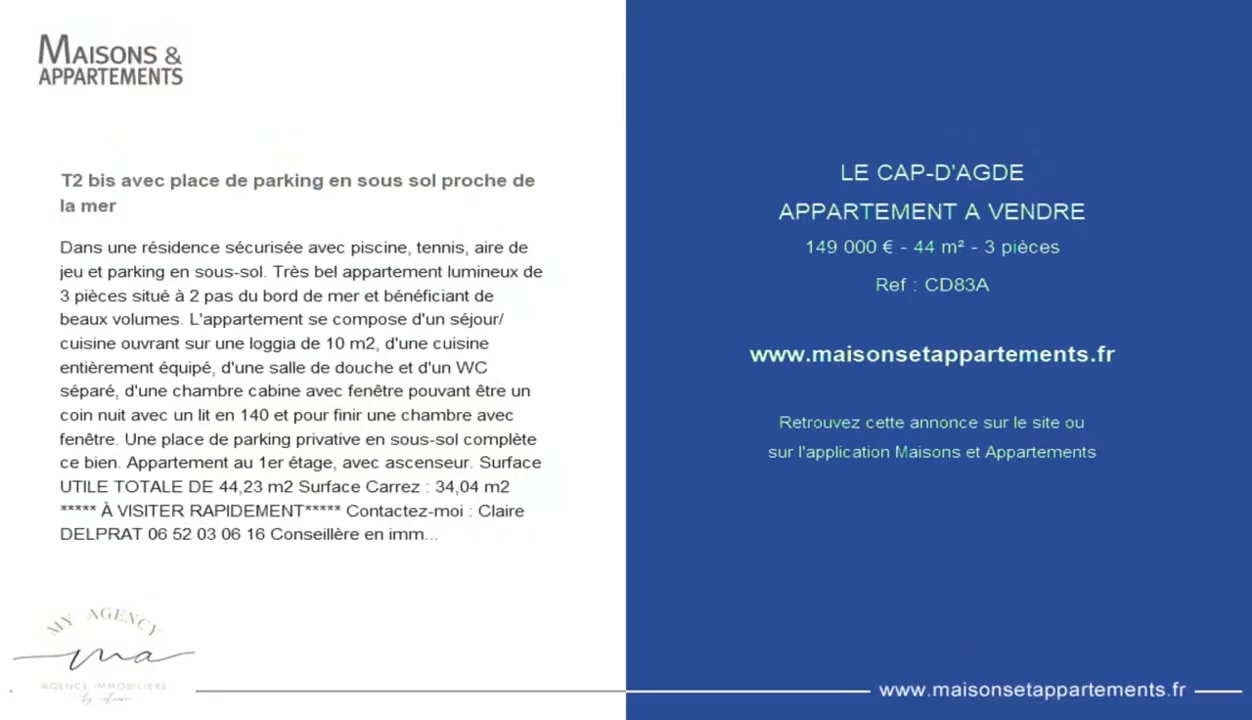 MAISONS &
APPARTEMENTS
T2 bis avec place de parking en sous sol proche de
la mer
Dans une résidence sécurisée avec piscine, tennis, aire de
jeu et parking en sous-sol. Très bel appartement lumineux de
3 pièces situé à 2 pas du bord de mer et bénéficiant de
beaux volumes. L'appartement se compose d'un séjour/
cuisine ouvrant sur une loggia de 10 m2, d'une cuisine
entièrement équipé, d'une salle de douche et d'un WC
séparé, d'une chambre cabine avec fenêtre pouvant être un
coin nuit avec un lit en 140 et pour finir une chambre avec
fenêtre. Une place de parking privative en sous-sol complète
ce bien. Appartement au 1er étage, avec ascenseur. Surface
UTILE TOTALE DE 44,23 m2 Surface Carrez : 34,04 m2
***** À VISITER RAPIDEMENT***** Contactez-moi : Claire
DELPRAT 06 52 03 06 16 Conseillère en imm...
MY AGENCY
ma
AGENCE IMMOBILIERE
LE CAP-D'AGDE
APPARTEMENT A VENDRE
149 000 € - 44 m² - 3 pièces
Ref : CD83A
www.maisonsetappartements.fr
Retrouvez cette annonce sur le site ou
sur l'application Maisons et Appartements
www.maisonsetappartements.fr